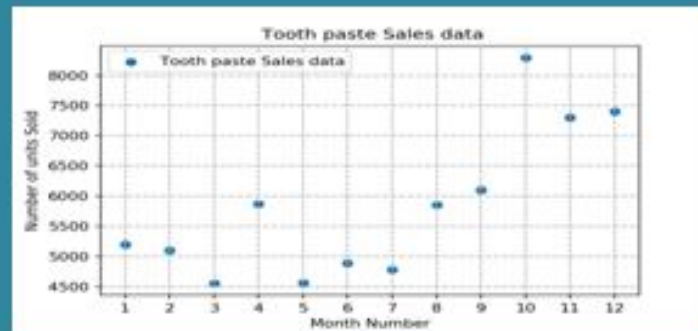 Tooth paste Sales data
Tooth paste Sales data
Number of units Sold
8000
7500
7000
6500
6000
5500
5000
4500
1 2 3 4 5 6 7 8 9 10 11 12
Month Number